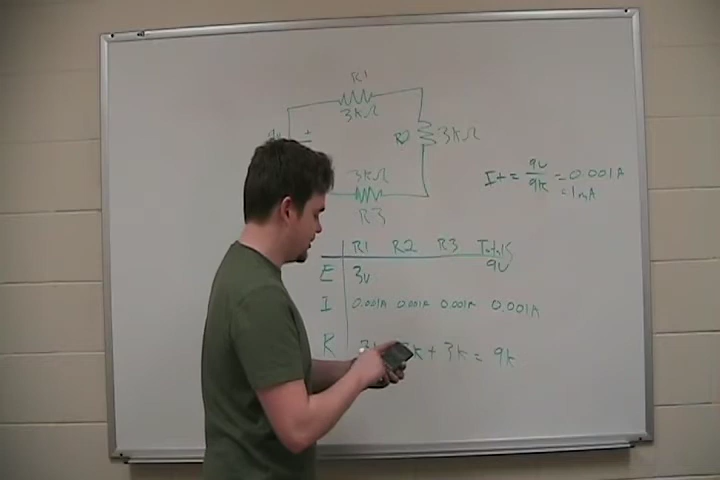 R1
3kΩ
9v +
R2 3kΩ
3kΩ
R3
It = 9v/9k = 0.001A
= 1mA
R1 R2 R3 Totals
E 3v 9v
I 0.001A 0.001A 0.001A 0.001A
R 3k + 3k = 9k